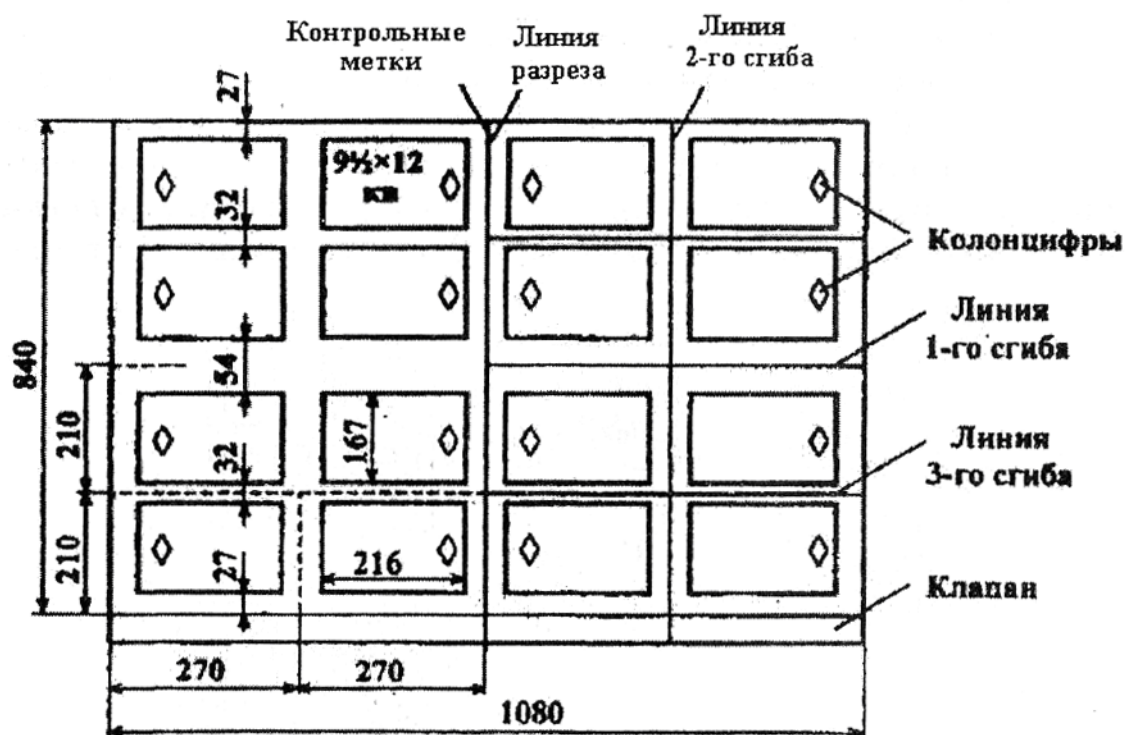 Контрольные
метки
Линия
разреза
Линия
2-го сгиба
27
9½×12
кв
32
Колонцифры
Линия
1-го сгиба
840
54
210
167
32
Линия
3-го сгиба
210
27
216
Клапан
270
270
1080